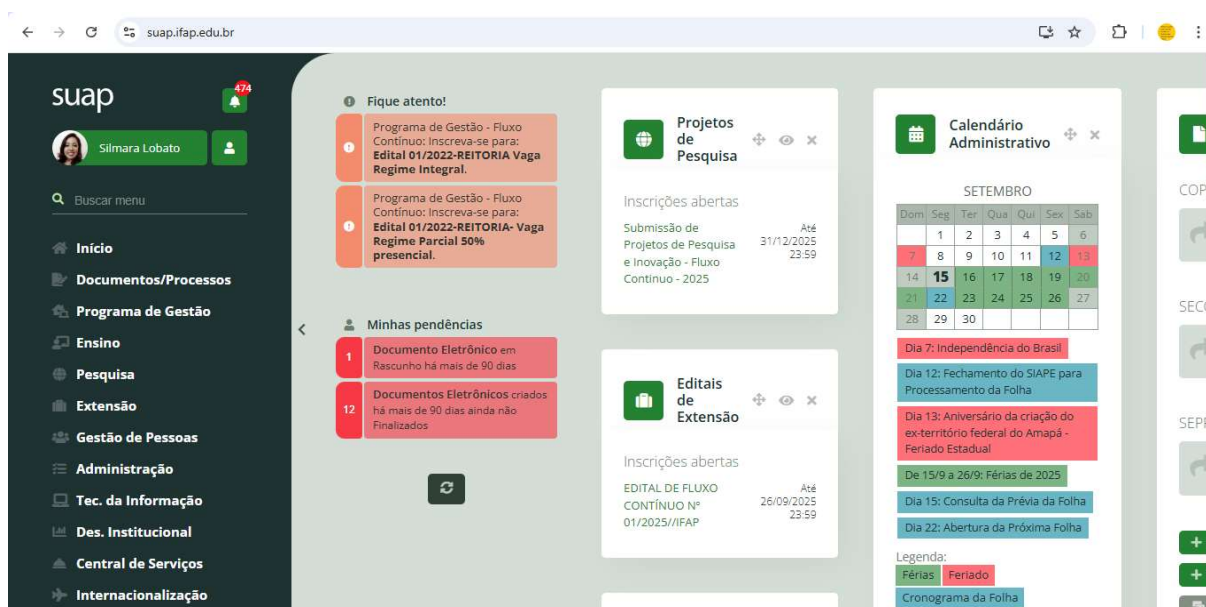 suap.ifap.edu.br
suap
474
Silmara Lobato
Buscar menu
Início
Documentos/Processos
Programa de Gestão
Ensino
Pesquisa
Extensão
Gestão de Pessoas
Administração
Tec. da Informação
Des. Institucional
Central de Serviços
Internacionalização
Fique atento!
Programa de Gestão - Fluxo
Contínuo: Inscreva-se para:
Edital 01/2022-REITORIA Vaga
Regime Integral.
Programa de Gestão - Fluxo
Contínuo: Inscreva-se para:
Edital 01/2022-REITORIA- Vaga
Regime Parcial 50%
presencial.
Minhas pendências
1
Documento Eletrônico em
Rascunho há mais de 90 dias
12
Documentos Eletrônicos criados
há mais de 90 dias ainda não
Finalizados
Projetos
de
Pesquisa
Inscrições abertas
Submissão de
Projetos de Pesquisa
e Inovação - Fluxo
Continuo - 2025
Até
31/12/2025
23:59
Editais
de
Extensão
Inscrições abertas
EDITAL DE FLUXO
CONTÍNUO Nº
01/2025//IFAP
Até
26/09/2025
23:59
Calendário
Administrativo
SETEMBRO
Dom Seg Ter Qua Qui Sex Sab
1 2 3 4 5 6
7 8 9 10 11 12 13
14 15 16 17 18 19 20
21 22 23 24 25 26 27
28 29 30
Dia 7: Independência do Brasil
Dia 12: Fechamento do SIAPE para
Processamento da Folha
Dia 13: Aniversário da criação do
ex-território federal do Amapá -
Feriado Estadual
De 15/9 a 26/9: Férias de 2025
Dia 15: Consulta da Prévia da Folha
Dia 22: Abertura da Próxima Folha
Legenda:
Férias Feriado
Cronograma da Folha